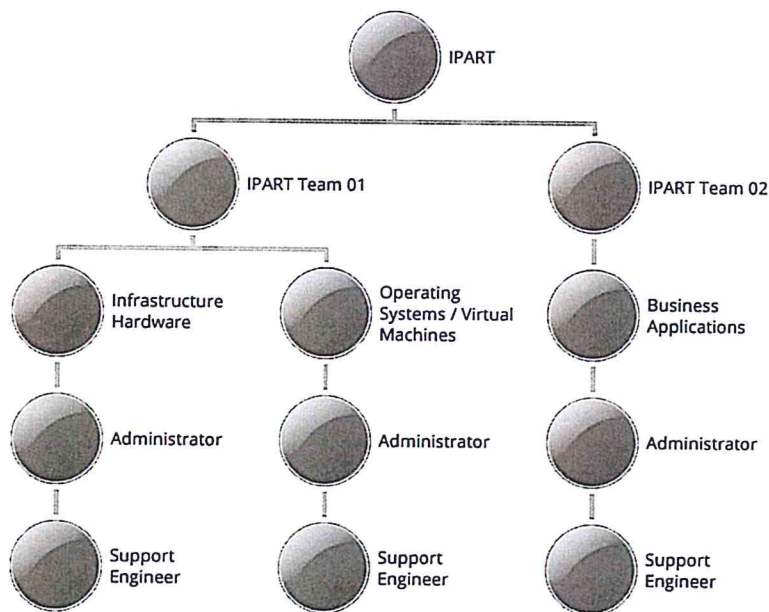 IPART
IPART Team 01
IPART Team 02
Infrastructure
Hardware
Operating
Systems / Virtual
Machines
Business
Applications
Administrator
Administrator
Administrator
Support
Engineer
Support
Engineer
Support
Engineer